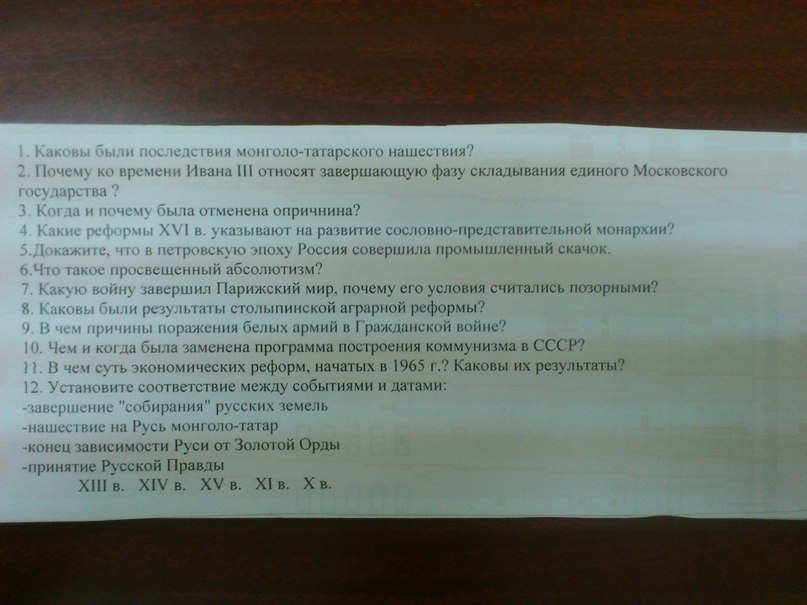 1. Каковы были последствия монголо-татарского нашествия?
2. Почему ко времени Ивана III относят завершающую фазу складывания единого Московского
государства ?
3. Когда и почему была отменена опричнина?
4. Какие реформы XVI в. указывают на развитие сословно-представительной монархии?
5.Докажите, что в петровскую эпоху Россия совершила промышленный скачок.
6.Что такое просвещенный абсолютизм?
7. Какую войну завершил Парижский мир, почему его условия считались позорными?
8. Каковы были результаты столыпинской аграрной реформы?
9. В чем причины поражения белых армий в Гражданской войне?
10. Чем и когда была заменена программа построения коммунизма в СССР?
11. В чем суть экономических реформ, начатых в 1965 г.? Каковы их результаты?
12. Установите соответствие между событиями и датами:
-завершение "собирания" русских земель
-нашествие на Русь монголо-татар
-конец зависимости Руси от Золотой Орды
-принятие Русской Правды
XIII в. XIV в. XV в. XI в. X в.